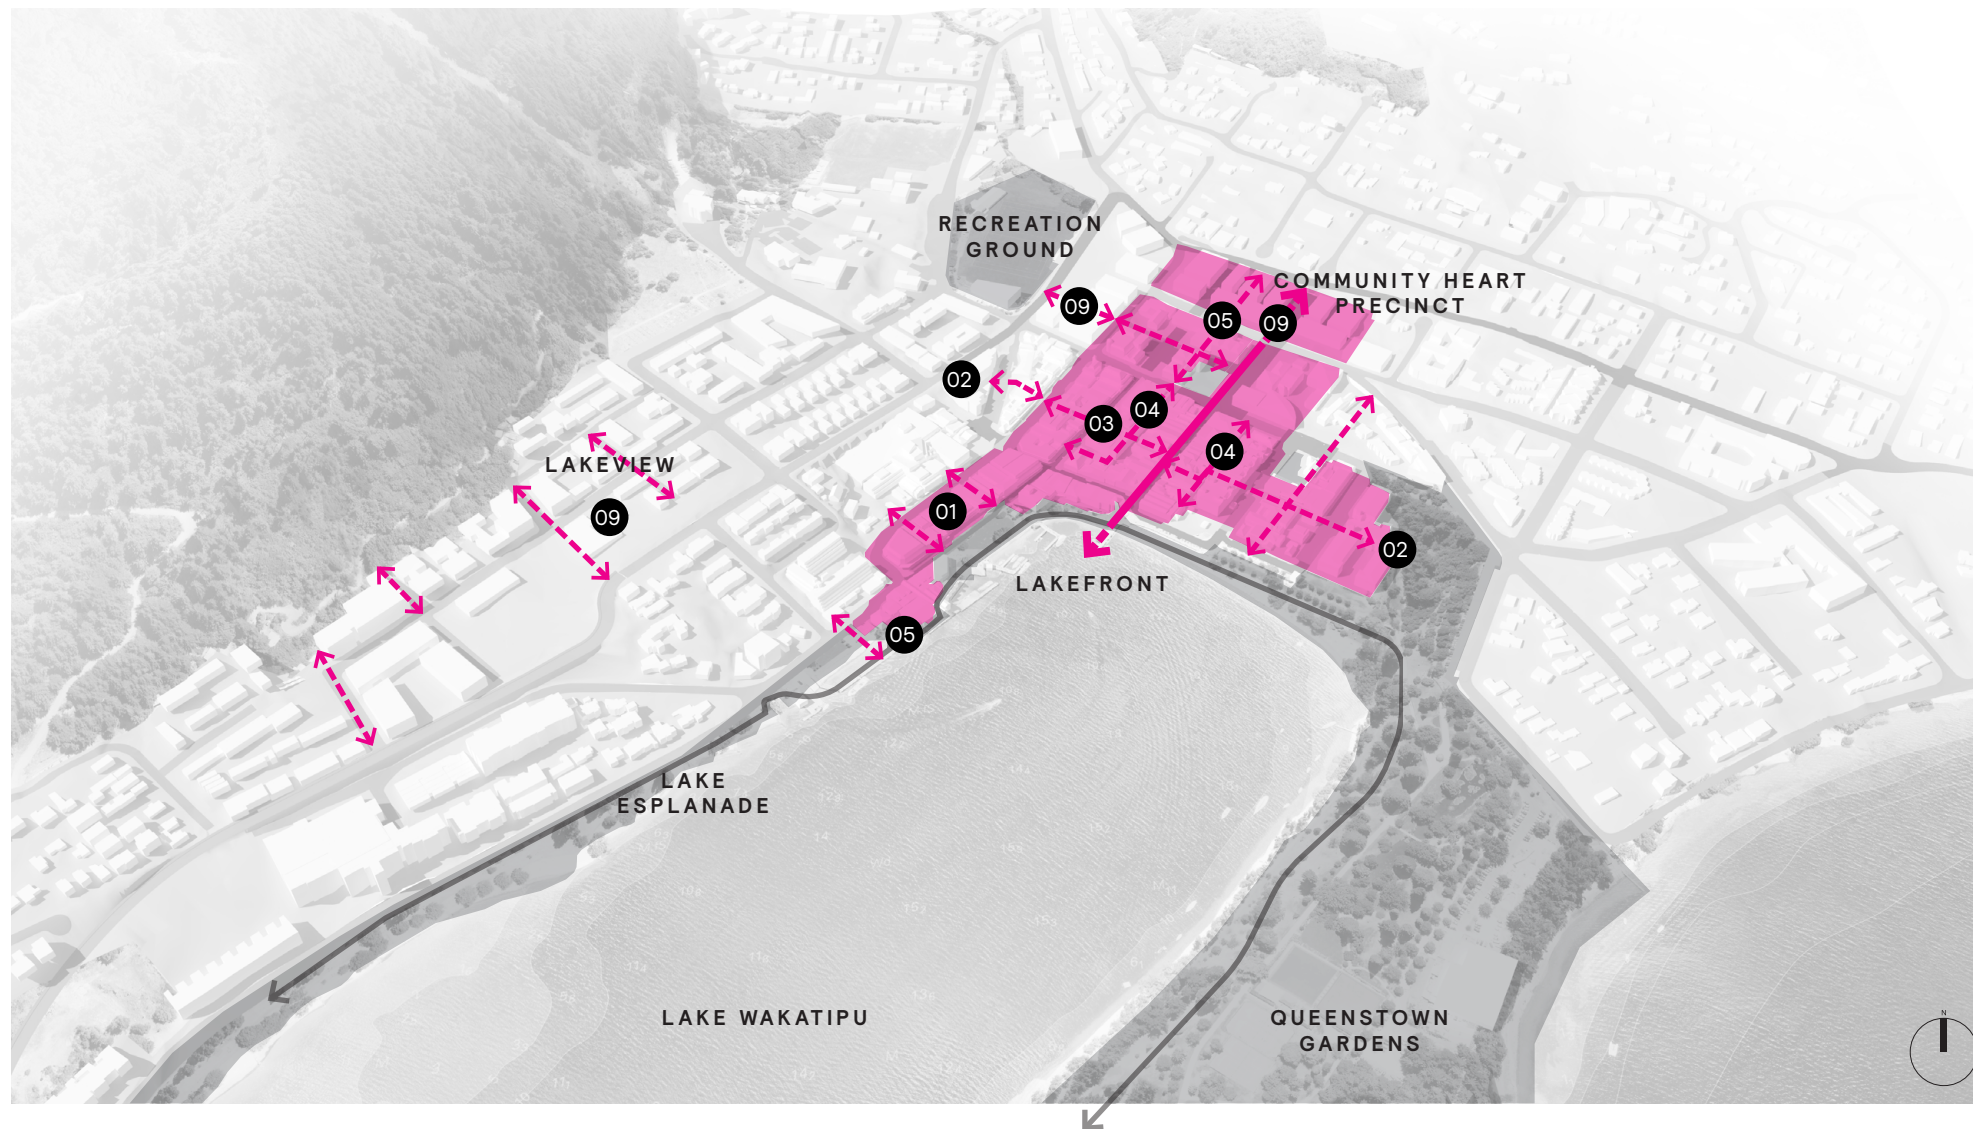 RECREATION
GROUND
COMMUNITY HEART
PRECINCT
09
05
09
02
03
04
04
LAKEVIEW
09
01
02
LAKEFRONT
05
LAKE
ESPLANADE
LAKE WAKATIPU
QUEENSTOWN
GARDENS
N